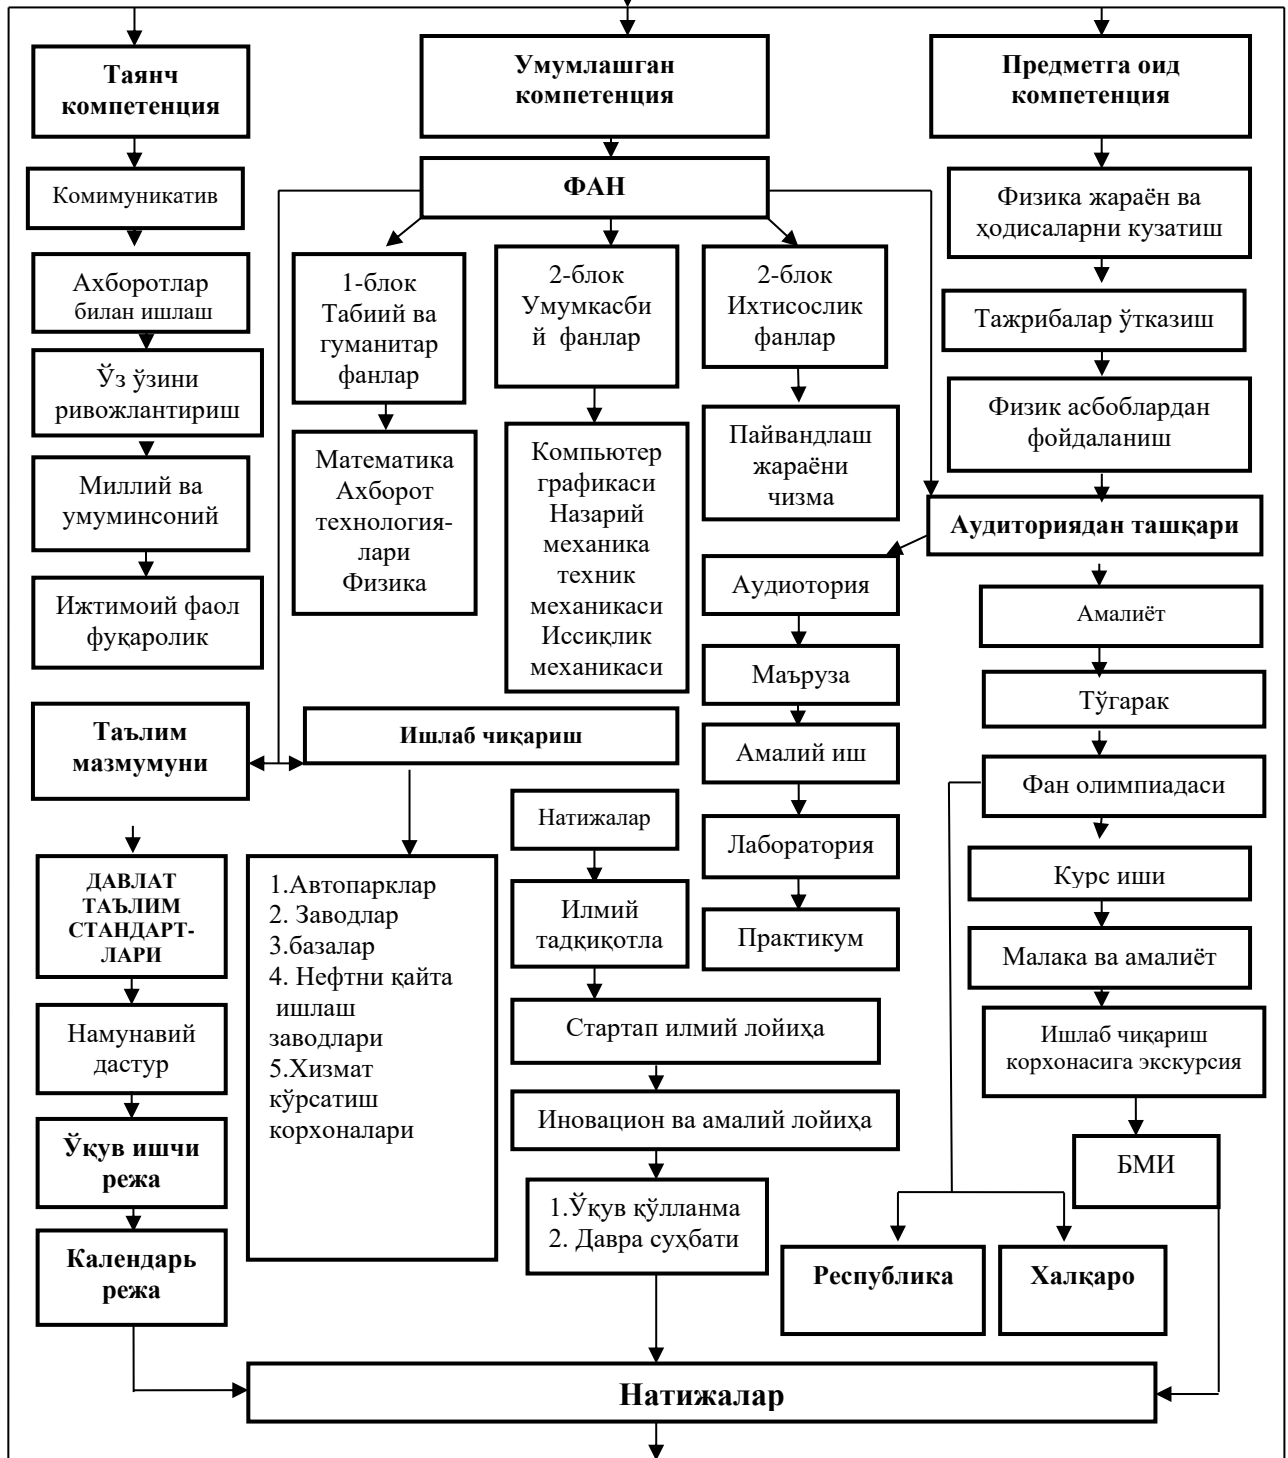 Таянч
компетенция
Умумлашган
компетенция
Предметга оид
компетенция
Комимуникатив
ФАН
Физика жараён ва
ҳодисаларни кузатиш
Ахборотлар
билан ишлаш
1-блок
Табиий ва
гуманитар
фанлар
2-блок
Умумкасби
й фанлар
2-блок
Ихтисослик
фанлар
Тажрибалар ўтказиш
Ўз ўзини
ривожлантириш
Физик асбоблардан
фойдаланиш
Математика
Ахборот
технология-
лари
Физика
Компьютер
графикаси
Назарий
механика
техник
механикаси
Иссиқлик
механикаси
Пайвандлаш
жараёни
чизма
Миллий ва
умуминсоний
Аудиториядан ташқари
Ижтимоий фаол
фуқаролик
Аудиотория
Амалиёт
Маъруза
Тўгарак
Таълим
мазмумуни
Ишлаб чиқариш
Амалий иш
Фан олимпиадаси
Натижалар
Лаборатория
Курс иши
ДАВЛАТ
ТАЪЛИМ
СТАНДАРТ-
ЛАРИ
1.Автопарклар
2. Заводлар
3.базалар
4. Нефтни қайта
ишлаш
заводлари
5.Хизмат
кўрсатиш
корхоналари
Илмий
тадқиқотла
Практикум
Малака ва амалиёт
Намунавий
дастур
Стартап илмий лойиҳа
Ишлаб чиқариш
корхонасига экскурсия
Ўқув ишчи
режа
Иновацион ва амалий лойиҳа
БМИ
Календарь
режа
1.Ўқув қўлланма
2. Давра суҳбати
Республика
Халқаро
Натижалар